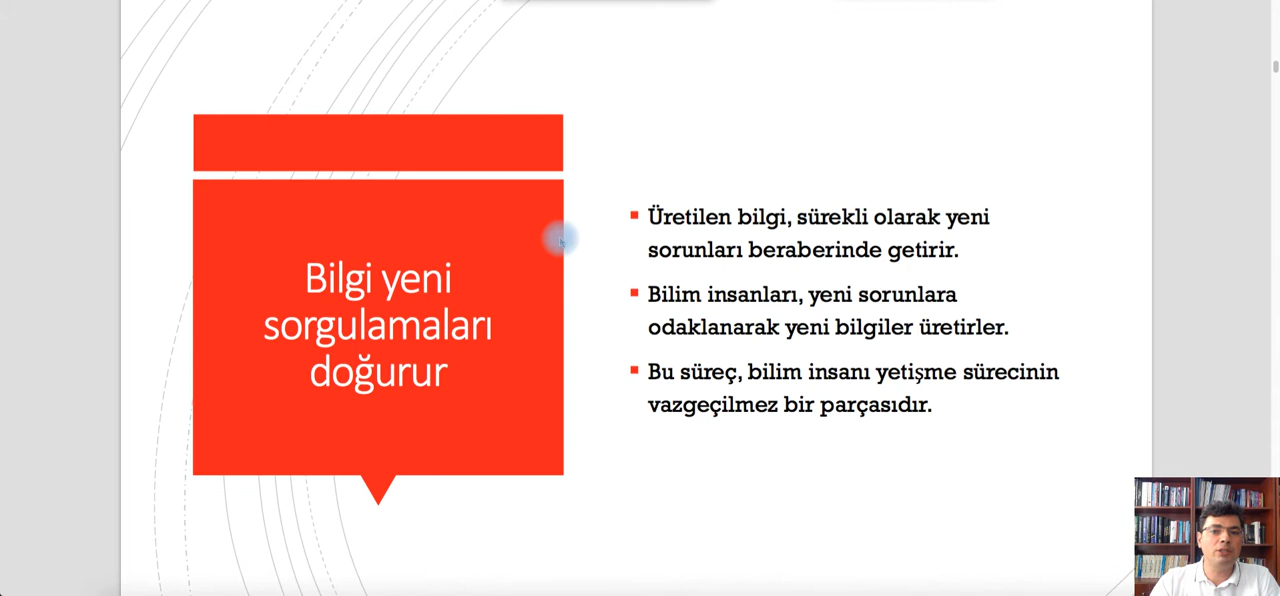 Bilgi yeni
sorgulamaları
doğurur
Üretilen bilgi, sürekli olarak yeni
sorunları beraberinde getirir.
Bilim insanları, yeni sorunlara
odaklanarak yeni bilgiler üretirler.
Bu süreç, bilim insanı yetişme sürecinin
vazgeçilmez bir parçasıdır.